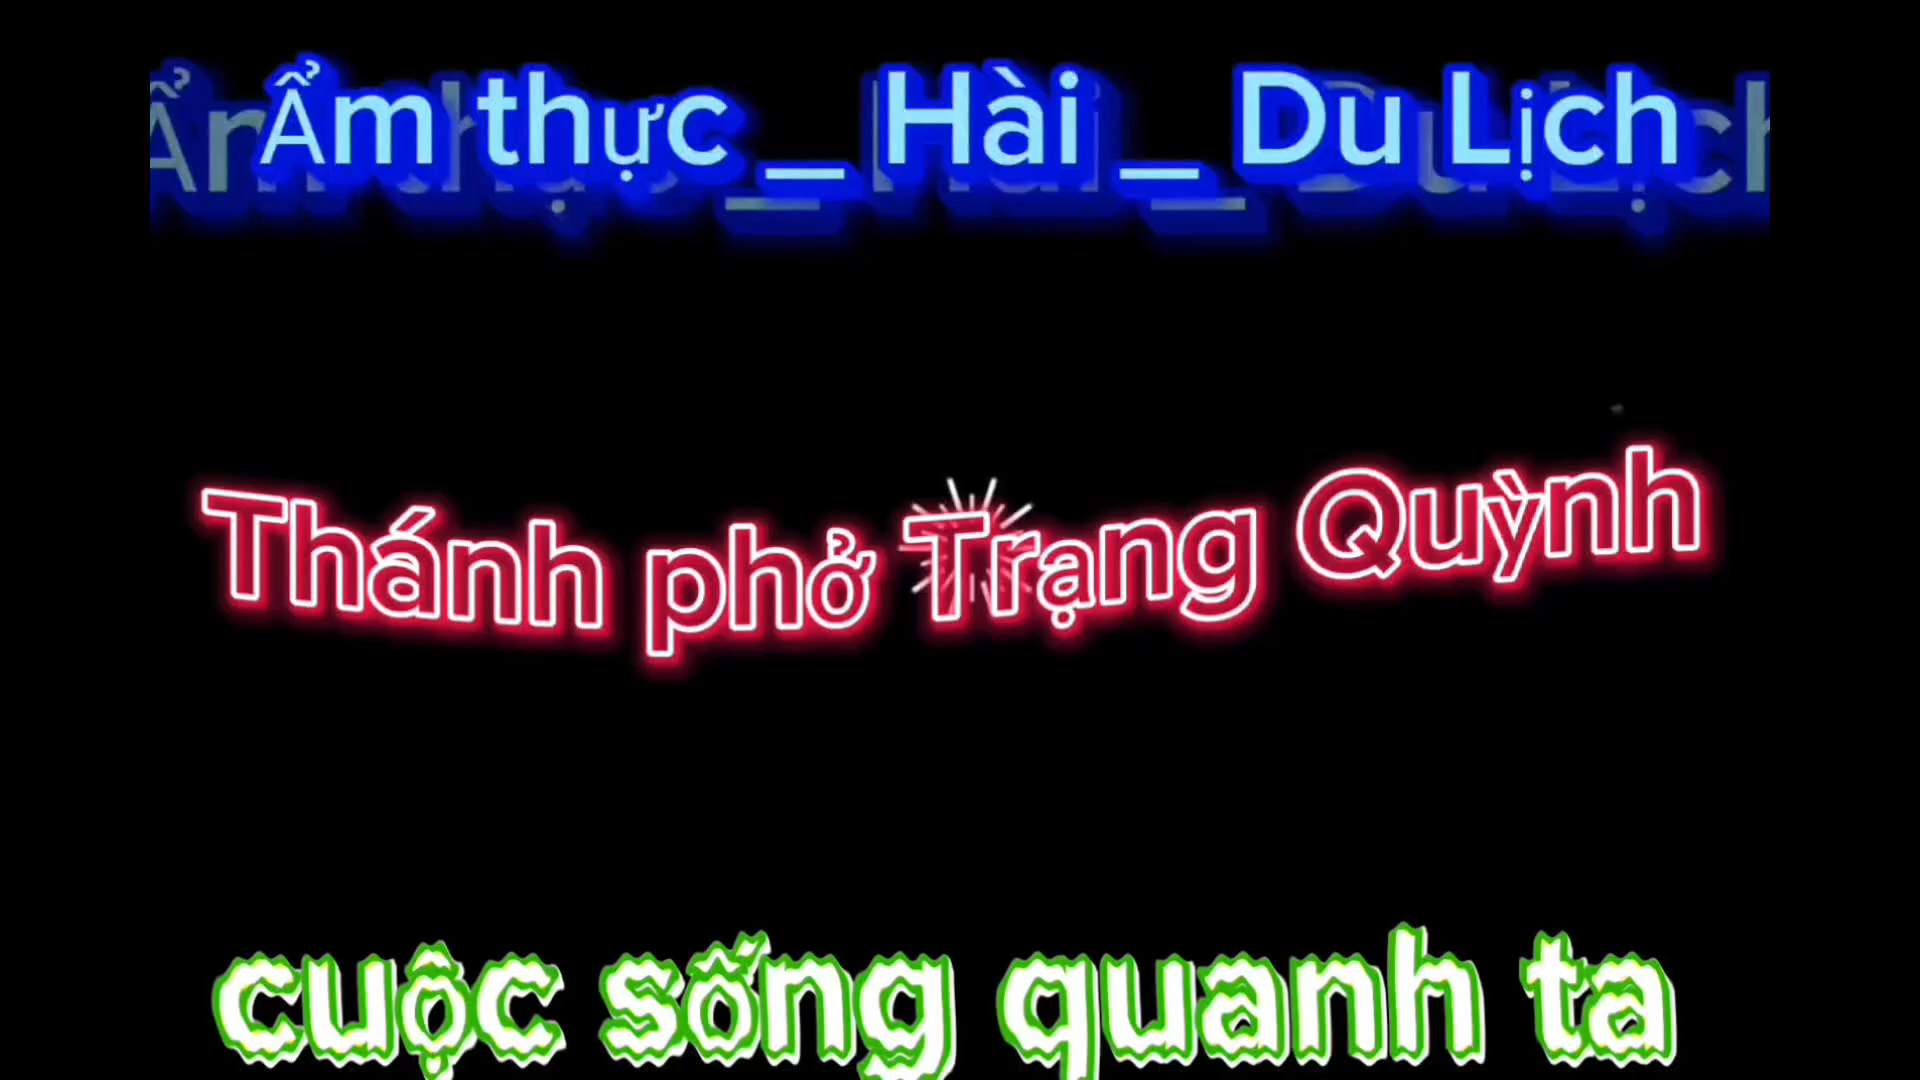 Ẩm thực _ Hài _ Du Lịch
Thánh phở Trạng Quỳnh
cuộc sống quanh ta